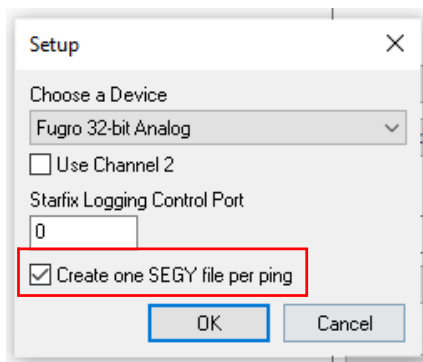 Setup
Choose a Device
Fugro 32-bit Analog
Use Channel 2
Starfix Logging Control Port
0
Create one SEGY file per ping
OK Cancel